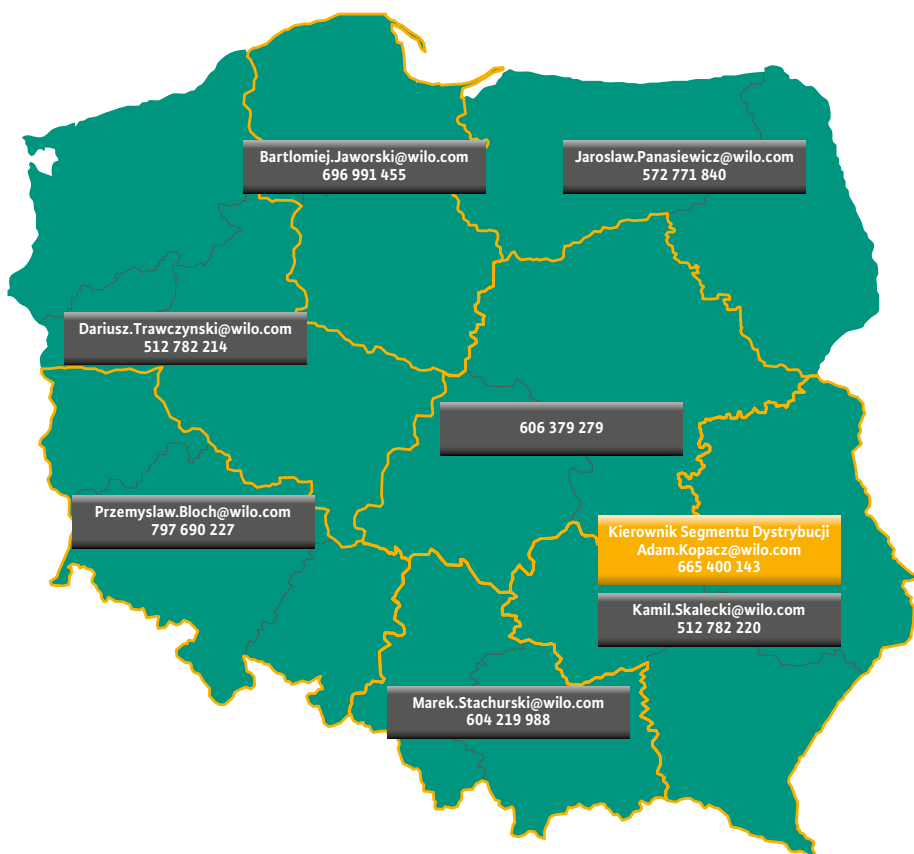 Bartlomiej.Jaworski@wilo.com
696 991 455
Jaroslaw.Panasiewicz@wilo.com
572 771 840
Dariusz.Trawczynski@wilo.com
512 782 214
606 379 279
Przemyslaw.Bloch@wilo.com
797 690 227
Kierownik Segmentu Dystrybucji
Adam.Kopacz@wilo.com
665 400 143
Kamil.Skalecki@wilo.com
512 782 220
Marek.Stachurski@wilo.com
604 219 988